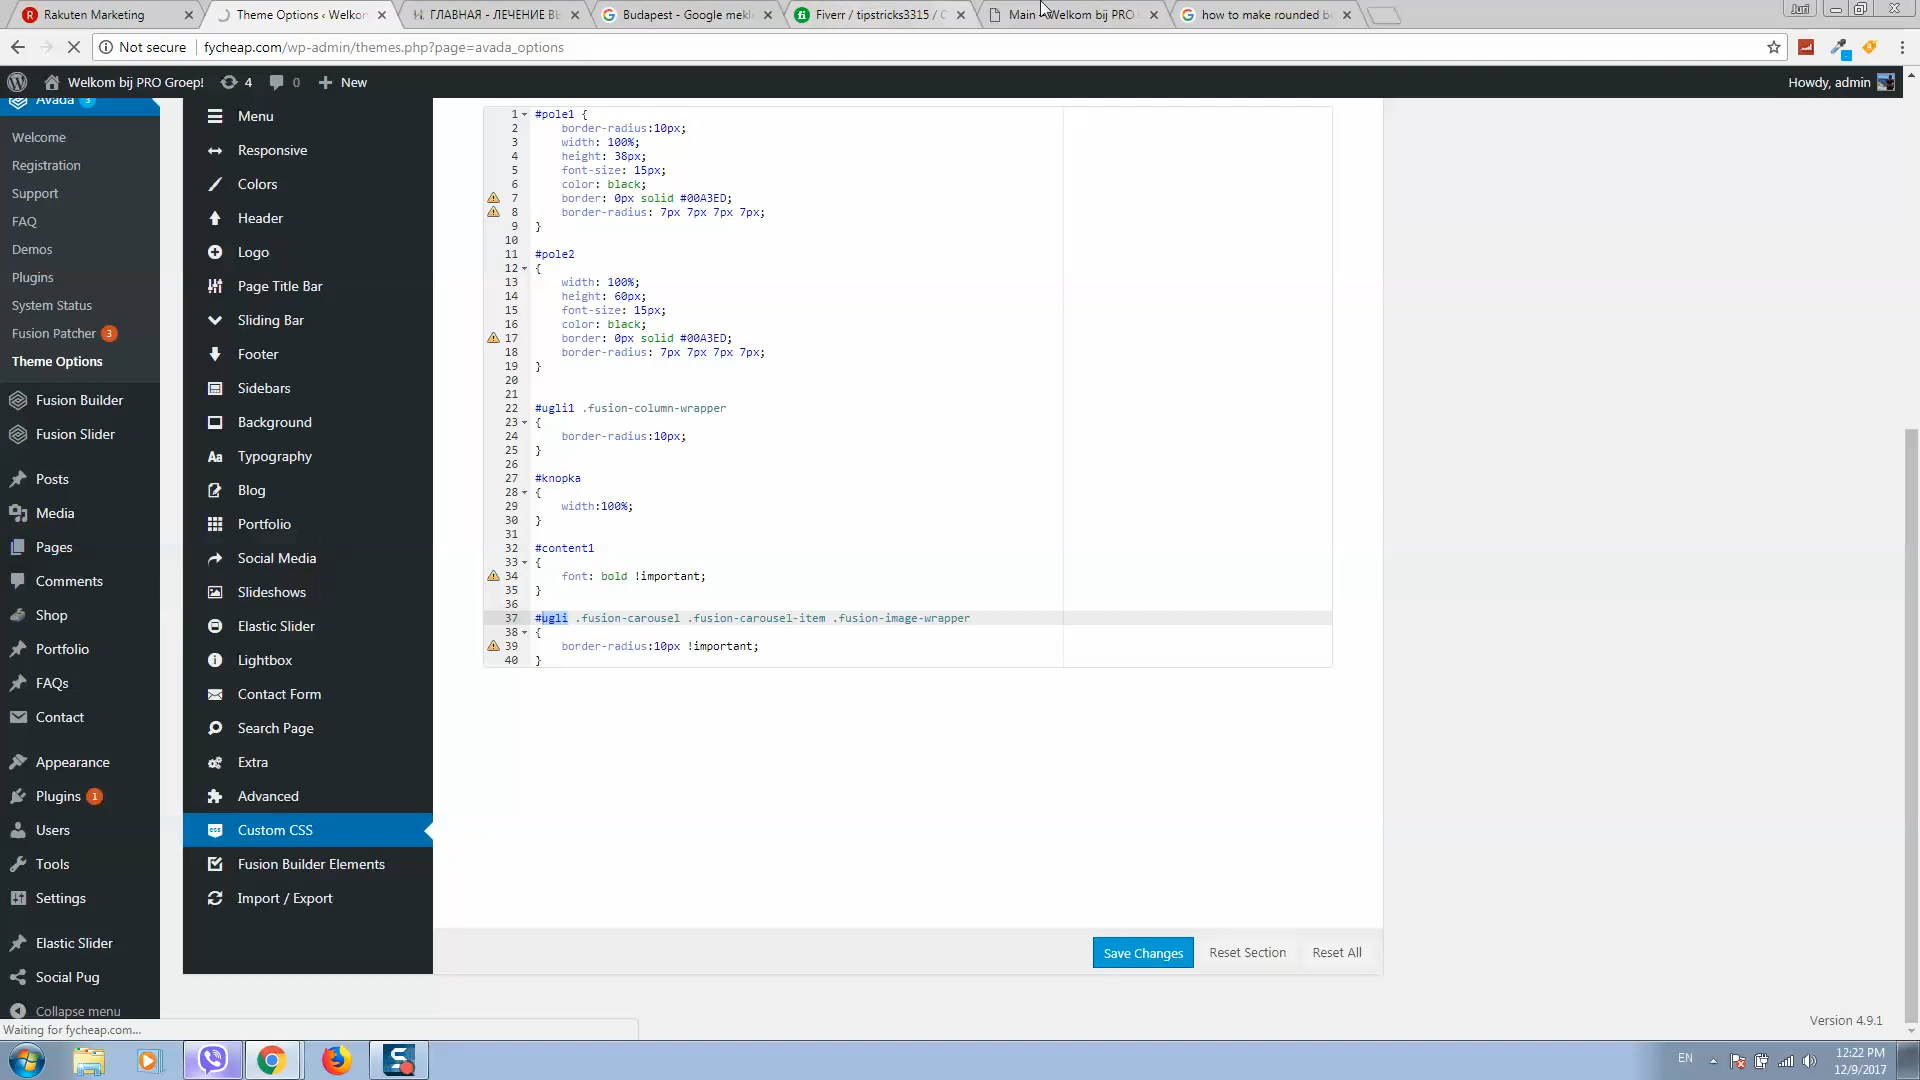 Rakuten Marketing
Theme Options ‹ Welkor
ГЛАВНАЯ - ЛЕЧЕНИЕ ВЕ
Budapest - Google mekl
Fiverr / tipstricks3315 / C
Main - Welkom bij PRO
how to make rounded b
Juri
Not secure
fycheap.com/wp-admin/themes.php?page=avada_options
Welkom bij PRO Groep!
4
0
New
Howdy, admin
Avada 3
Welcome
Registration
Support
FAQ
Demos
Plugins
System Status
Fusion Patcher 3
Theme Options
Fusion Builder
Fusion Slider
Posts
Media
Pages
Comments
Shop
Portfolio
FAQs
Contact
Appearance
Plugins 1
Users
Tools
Settings
Elastic Slider
Social Pug
Collapse menu
Menu
Responsive
Colors
Header
Logo
Page Title Bar
Sliding Bar
Footer
Sidebars
Background
Aa Typography
Blog
Portfolio
Social Media
Slideshows
Elastic Slider
Lightbox
Contact Form
Search Page
Extra
Advanced
css Custom CSS
Fusion Builder Elements
Import / Export
1 #pole1 {
2 border-radius:10px;
3 width: 100%;
4 height: 38px;
5 font-size: 15px;
6 color: black;
7 border: 0px solid #00A3ED;
8 border-radius: 7px 7px 7px 7px;
9 }
10
11 #pole2
12 {
13 width: 100%;
14 height: 60px;
15 font-size: 15px;
16 color: black;
17 border: 0px solid #00A3ED;
18 border-radius: 7px 7px 7px 7px;
19 }
20
21
22 #ugli1 .fusion-column-wrapper
23 {
24 border-radius:10px;
25 }
26
27 #knopka
28 {
29 width:100%;
30 }
31
32 #content1
33 {
34 font: bold !important;
35 }
36
37 #ugli .fusion-carousel .fusion-carousel-item .fusion-image-wrapper
38 {
39 border-radius:10px !important;
40 }
Save Changes
Reset Section
Reset All
Version 4.9.1
Waiting for fycheap.com...
EN
12:22 PM
12/9/2017